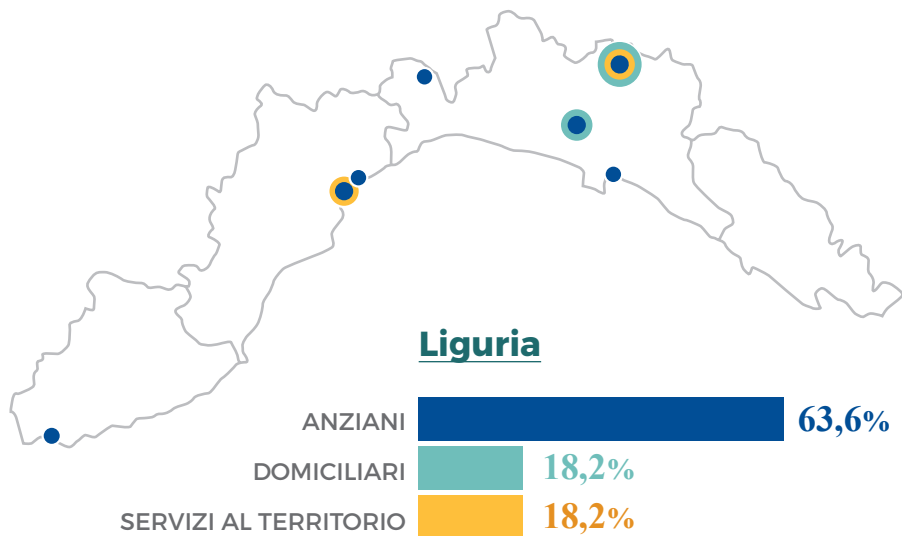 Liguria
ANZIANI 63,6%
DOMICILIARI 18,2%
SERVIZI AL TERRITORIO 18,2%